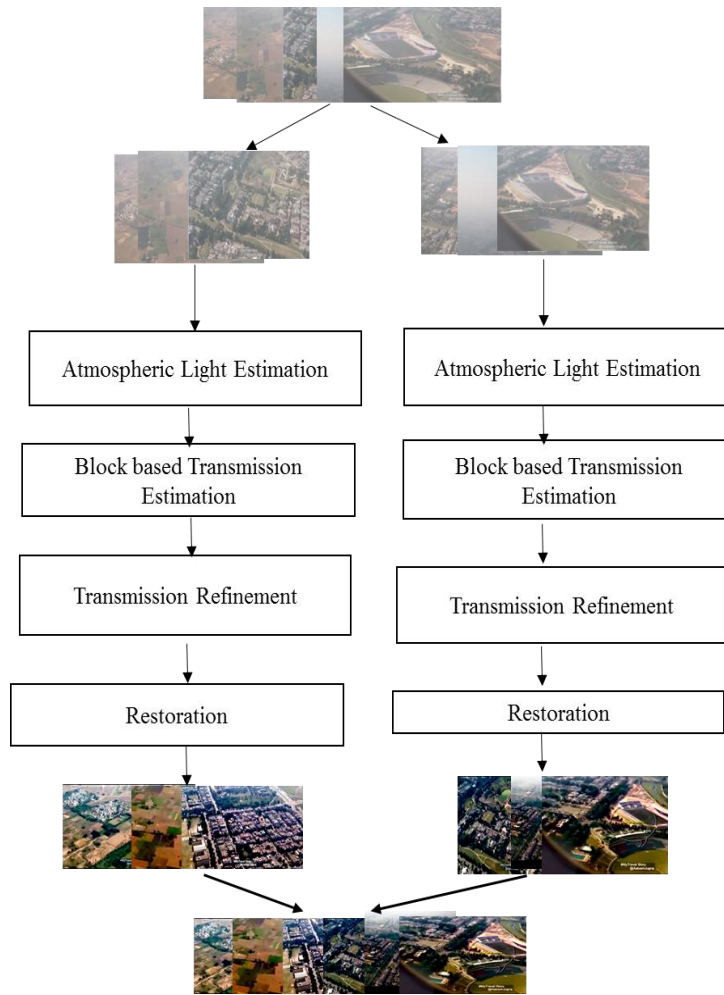 Atmospheric Light Estimation
Atmospheric Light Estimation
Block based Transmission
Estimation
Block based Transmission
Estimation
Transmission Refinement
Transmission Refinement
Restoration
Restoration